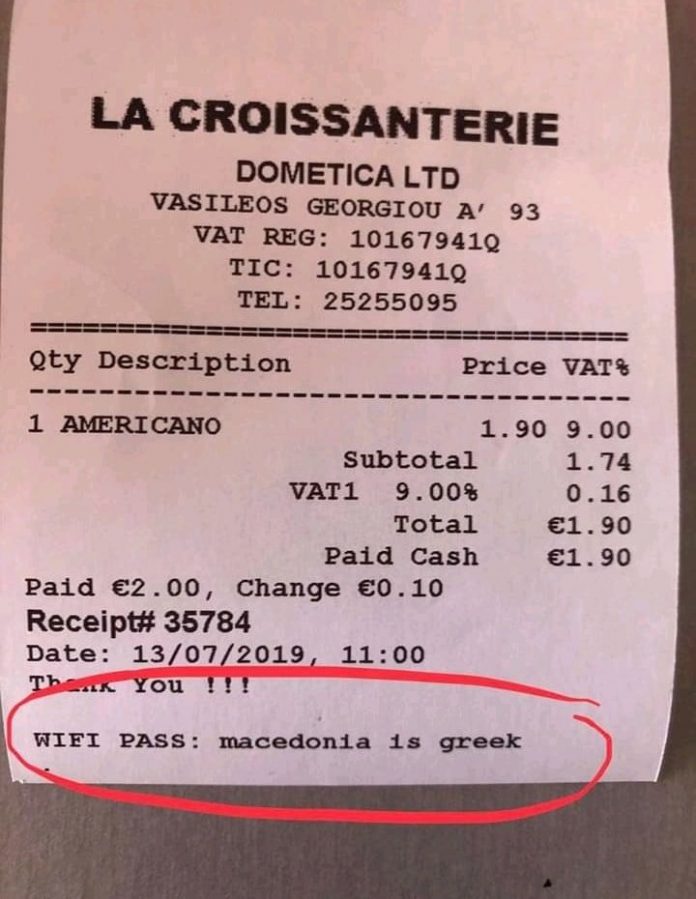 LA CROISSANTERIE
DOMETICA LTD
VASILEOS GEORGIOU A' 93
VAT REG: 10167941Q
TIC: 10167941Q
TEL: 25255095
====================================
Qty Description Price VAT%
------------------------------------
1 AMERICANO 1.90 9.00
Subtotal 1.74
VAT1 9.00% 0.16
Total €1.90
Paid Cash €1.90
Paid €2.00, Change €0.10
Receipt# 35784
Date: 13/07/2019, 11:00
Thank You !!!
WIFI PASS: macedonia is greek